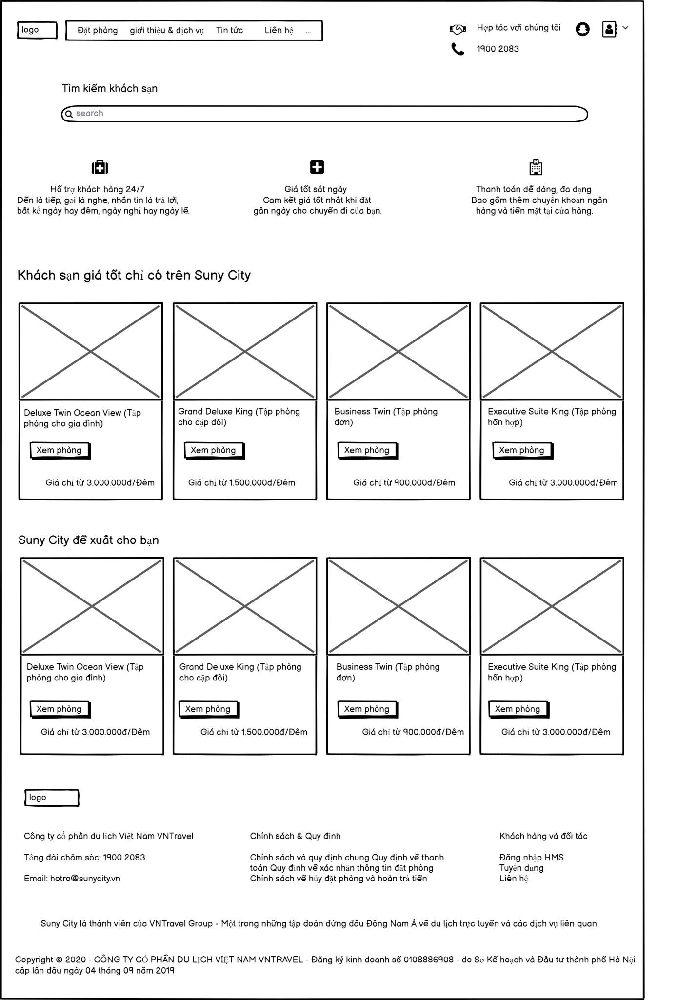 logo
Đặt phòng giới thiệu & dịch vụ Tin tức Liên hệ ...
Hợp tác với chúng tôi
1900 2083
Tìm kiếm khách sạn
search
Hỗ trợ khách hàng 24/7
Đến là tiếp, gọi là nghe, nhắn tin là trả lời,
bất kể ngày hay đêm, ngày nghỉ hay ngày lễ.
Giá tốt sát ngày
Cam kết giá tốt nhất khi đặt
gần ngày cho chuyến đi của bạn.
Thanh toán dễ dàng, đa dạng
Bao gồm thêm chuyển khoản ngân
hàng và tiền mặt tại cửa hàng.
Khách sạn giá tốt chỉ có trên Suny City
Deluxe Twin Ocean View (Tập
phòng cho gia đình)
Xem phòng
Giá chỉ từ 3.000.000đ/Đêm
Grand Deluxe King (Tập phòng
cho cặp đôi)
Xem phòng
Giá chỉ từ 1.500.000đ/Đêm
Business Twin (Tập phòng
đơn)
Xem phòng
Giá chỉ từ 900.000đ/Đêm
Executive Suite King (Tập phòng
hỗn hợp)
Xem phòng
Giá chỉ từ 3.000.000đ/Đêm
Suny City đề xuất cho bạn
Deluxe Twin Ocean View (Tập
phòng cho gia đình)
Xem phòng
Giá chỉ từ 3.000.000đ/Đêm
Grand Deluxe King (Tập phòng
cho cặp đôi)
Xem phòng
Giá chỉ từ 1.500.000đ/Đêm
Business Twin (Tập phòng
đơn)
Xem phòng
Giá chỉ từ 900.000đ/Đêm
Executive Suite King (Tập phòng
hỗn hợp)
Xem phòng
Giá chỉ từ 3.000.000đ/Đêm
logo
Công ty cổ phần du lịch Việt Nam VNTravel
Tổng đài chăm sóc: 1900 2083
Email: hotro@sunycity.vn
Chính sách & Quy định
Chính sách và quy định chung Quy định về thanh
toán Quy định về xác nhận thông tin đặt phòng
Chính sách về hủy đặt phòng và hoàn trả tiền
Khách hàng và đối tác
Đăng nhập HMS
Tuyển dụng
Liên hệ
Suny City là thành viên của VNTravel Group - Một trong những tập đoàn đứng đầu Đông Nam Á về du lịch trực tuyến và các dịch vụ liên quan
Copyright © 2020 - CÔNG TY CỔ PHẦN DU LỊCH VIỆT NAM VNTRAVEL - Đăng ký kinh doanh số 0108886908 - do Sở Kế hoạch và Đầu tư thành phố Hà Nội
cấp lần đầu ngày 04 tháng 09 năm 2019